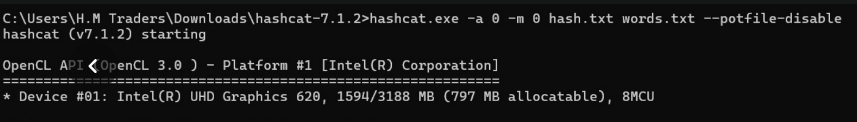 C:\Users\H.M Traders\Downloads\hashcat-7.1.2>hashcat.exe -a 0 -m 0 hash.txt words.txt --potfile-disable
hashcat (v7.1.2) starting
OpenCL API (OpenCL 3.0 ) - Platform #1 [Intel(R) Corporation]
==============================================================
* Device #01: Intel(R) UHD Graphics 620, 1594/3188 MB (797 MB allocatable), 8MCU